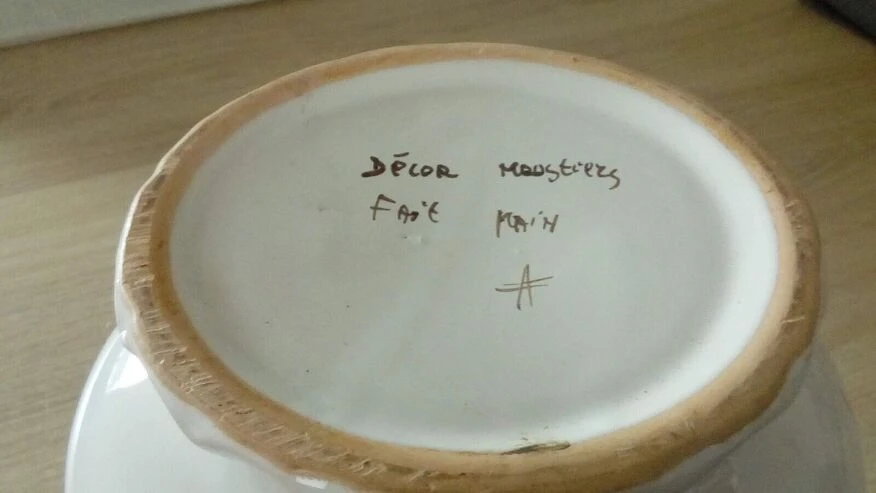 DÉCOR MOUSTIERS
FAIT MAIN
A